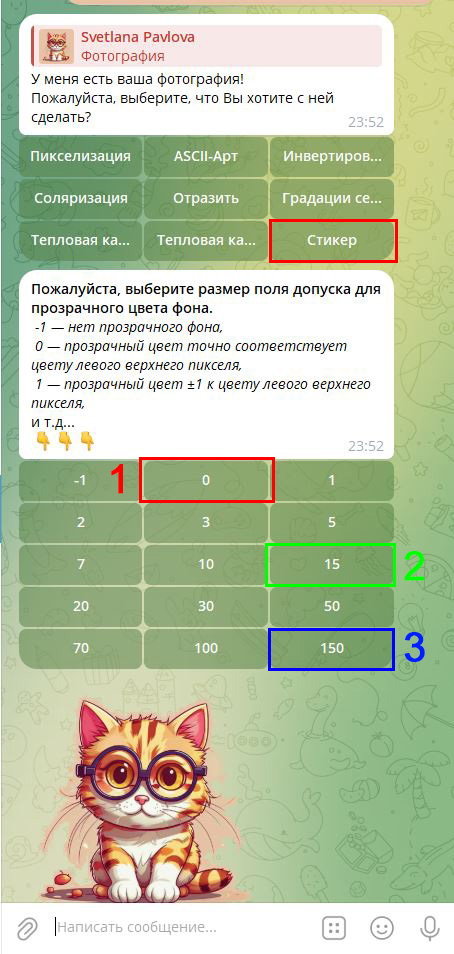 Svetlana Pavlova
Фотография
У меня есть ваша фотография!
Пожалуйста, выберите, что Вы хотите с ней
сделать?
23:52
Пикселизация ASCII-Арт Инвертиров...
Соляризация Отразить Градации се...
Тепловая ка... Тепловая ка... Стикер
Пожалуйста, выберите размер поля допуска для
прозрачного цвета фона.
-1 — нет прозрачного фона,
0 — прозрачный цвет точно соответствует
цвету левого верхнего пикселя,
1 — прозрачный цвет ±1 к цвету левого верхнего
пикселя,
и т.д...
👇👇👇
23:52
-1 1 0 1
2 3 5
7 10 15 2
20 30 50
70 100 150 3
Написать сообщение...